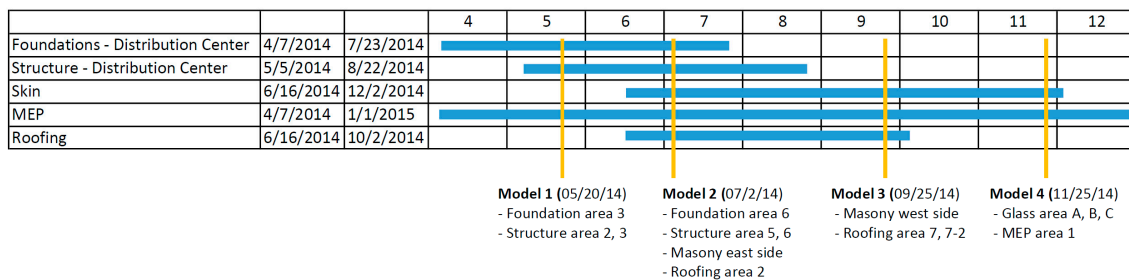 4 5 6 7 8 9 10 11 12
Foundations - Distribution Center 4/7/2014 7/23/2014
Structure - Distribution Center 5/5/2014 8/22/2014
Skin 6/16/2014 12/2/2014
MEP 4/7/2014 1/1/2015
Roofing 6/16/2014 10/2/2014
Model 1 (05/20/14)
- Foundation area 3
- Structure area 2, 3
Model 2 (07/2/14)
- Foundation area 6
- Structure area 5, 6
- Masony east side
- Roofing area 2
Model 3 (09/25/14)
- Masony west side
- Roofing area 7, 7-2
Model 4 (11/25/14)
- Glass area A, B, C
- MEP area 1